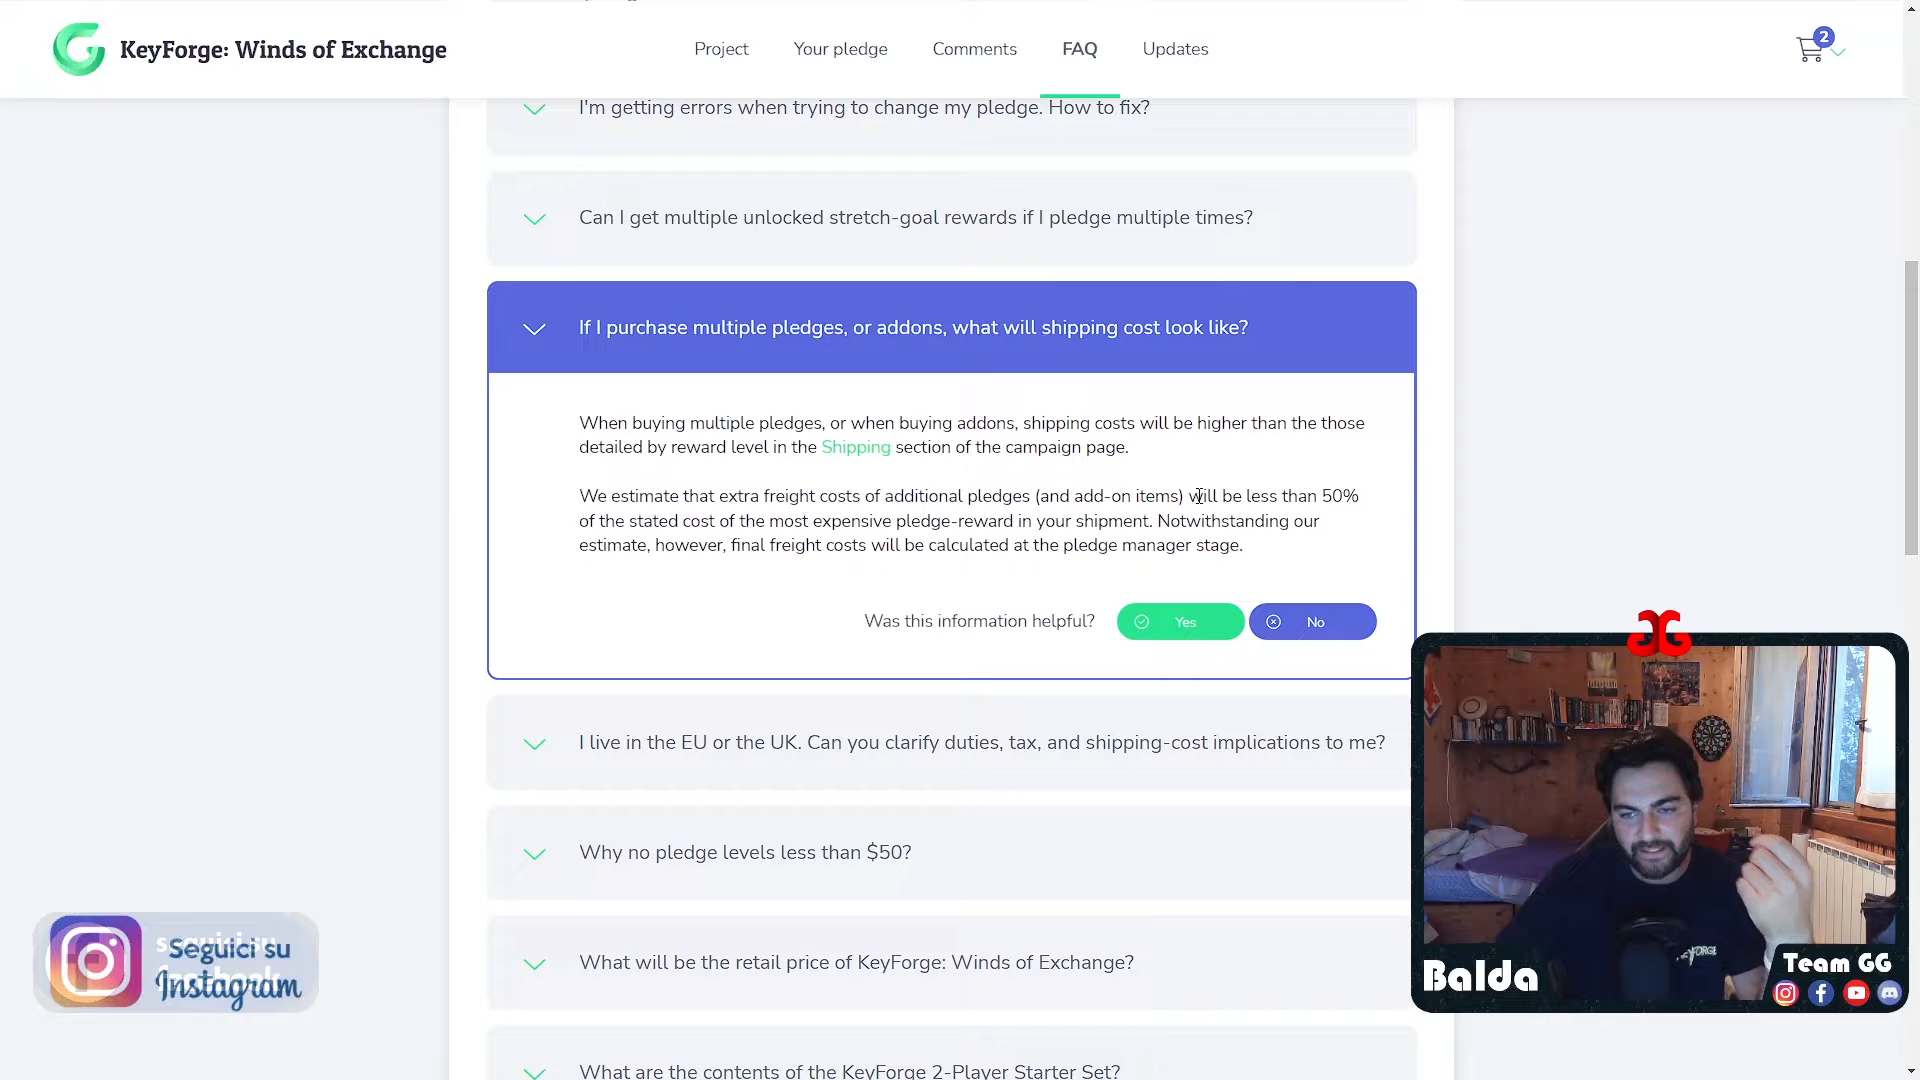 KeyForge: Winds of Exchange
Project
Your pledge
Comments
FAQ
Updates
2
I'm getting errors when trying to change my pledge. How to fix?
Can I get multiple unlocked stretch-goal rewards if I pledge multiple times?
If I purchase multiple pledges, or addons, what will shipping cost look like?
When buying multiple pledges, or when buying addons, shipping costs will be higher than the those
detailed by reward level in the Shipping section of the campaign page.
We estimate that extra freight costs of additional pledges (and add-on items) will be less than 50%
of the stated cost of the most expensive pledge-reward in your shipment. Notwithstanding our
estimate, however, final freight costs will be calculated at the pledge manager stage.
Was this information helpful?
Yes
No
I live in the EU or the UK. Can you clarify duties, tax, and shipping-cost implications to me?
Why no pledge levels less than $50?
What will be the retail price of KeyForge: Winds of Exchange?
What are the contents of the KeyForge 2-Player Starter Set?
Seguici su
Instagram
Balda
Team GG